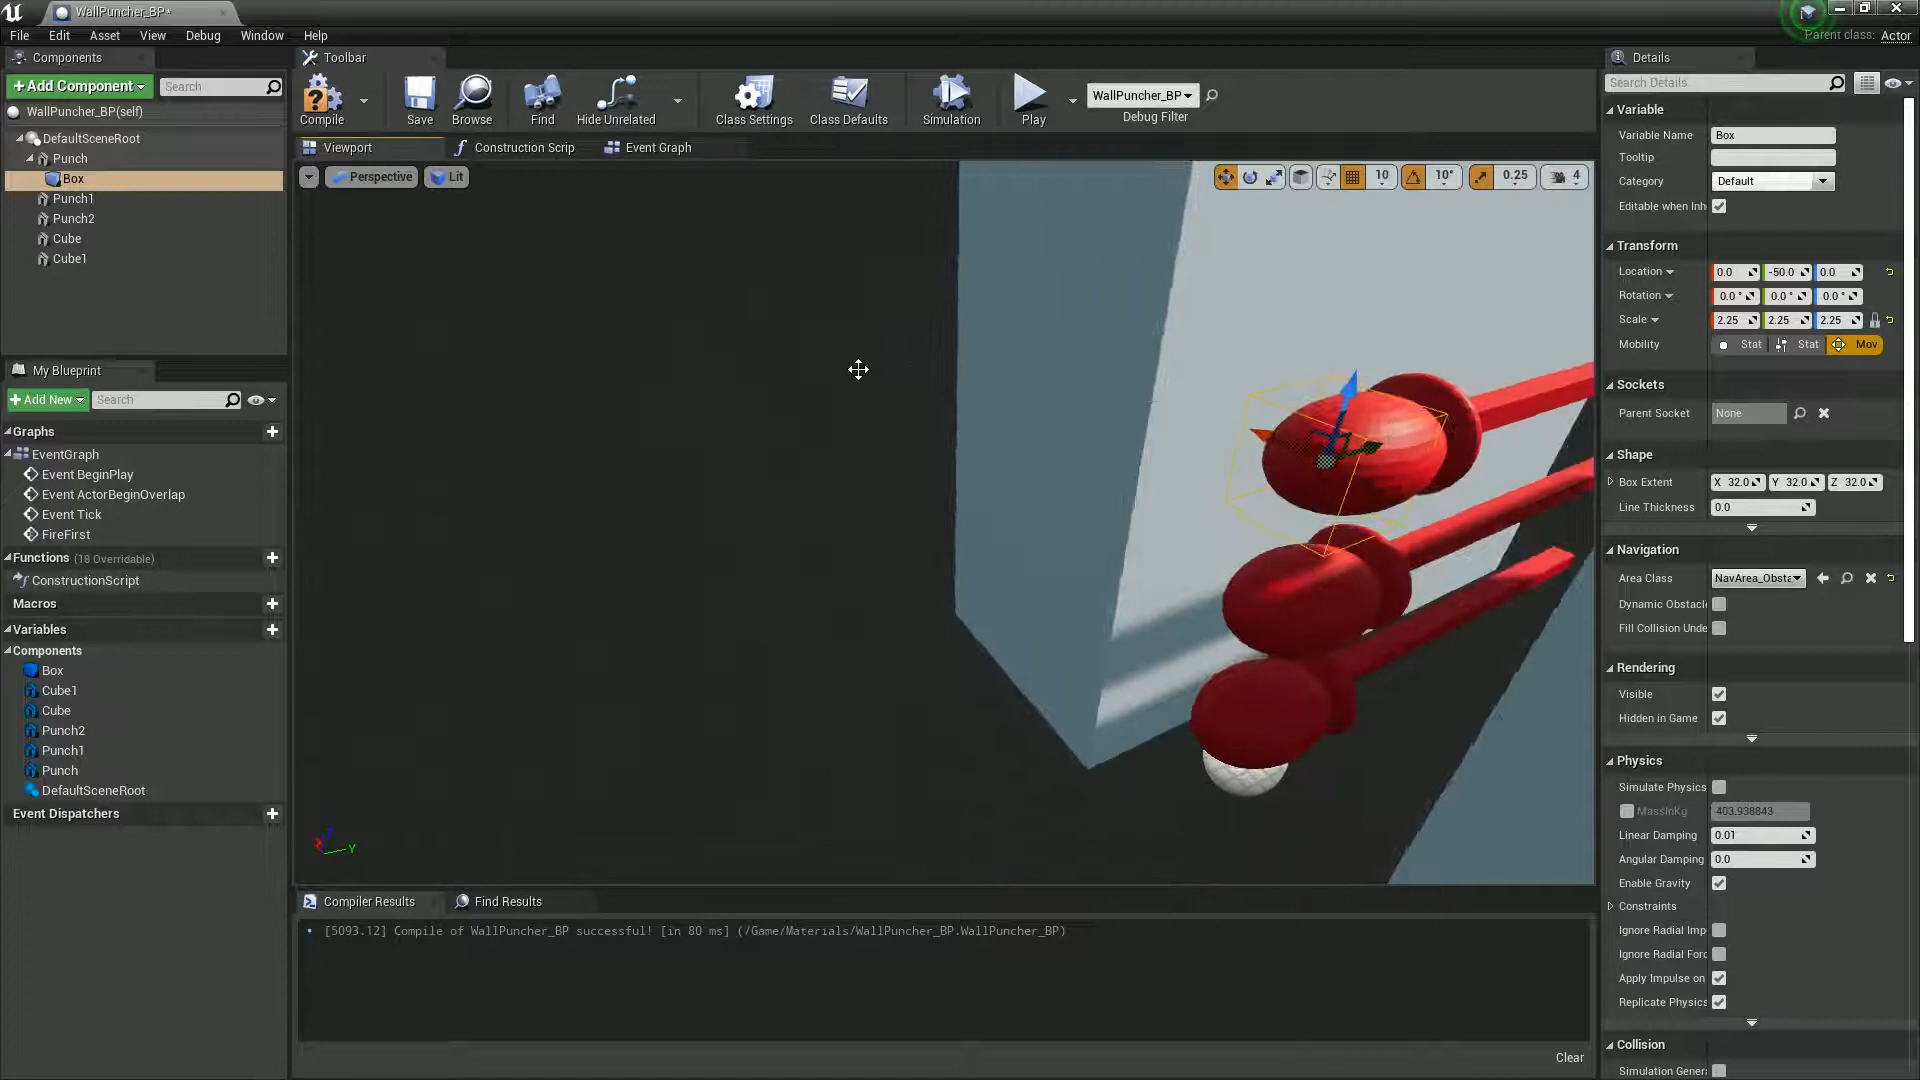 WallPuncher_BP*
File Edit Asset View Debug Window Help
Parent class: Actor
Components
+Add Component
Search
WallPuncher_BP(self)
DefaultSceneRoot
Punch
Box
Punch1
Punch2
Cube
Cube1
My Blueprint
+Add New
Search
Graphs
EventGraph
Event BeginPlay
Event ActorBeginOverlap
Event Tick
FireFirst
Functions (18 Overridable)
ConstructionScript
Macros
Variables
Components
Box
Cube1
Cube
Punch2
Punch1
Punch
DefaultSceneRoot
Event Dispatchers
Toolbar
Compile
Save
Browse
Find
Hide Unrelated
Class Settings
Class Defaults
Simulation
Play
WallPuncher_BP
Debug Filter
Viewport
Construction Scrip
Event Graph
Perspective
Lit
10
10°
0.25
4
Y
Compiler Results
Find Results
[5093.12] Compile of WallPuncher_BP successful! [in 80 ms] (/Game/Materials/WallPuncher_BP.WallPuncher_BP)
Clear
Details
Search Details
Variable
Variable Name Box
Tooltip
Category Default
Editable when Inh
Transform
Location 0.0 -50.0 0.0
Rotation 0.0° 0.0° 0.0°
Scale 2.25 2.25 2.25
Mobility Stat Stat Mov
Sockets
Parent Socket None
Shape
Box Extent X 32.0 Y 32.0 Z 32.0
Line Thickness 0.0
Navigation
Area Class NavArea_Obsta
Dynamic Obstacl
Fill Collision Unde
Rendering
Visible
Hidden in Game
Physics
Simulate Physics
MassInKg 403.938843
Linear Damping 0.01
Angular Damping 0.0
Enable Gravity
Constraints
Ignore Radial Imp
Ignore Radial Forc
Apply Impulse on
Replicate Physics
Collision
Simulation Gener